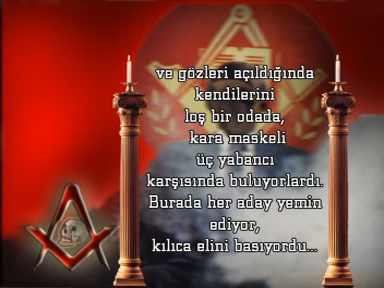 ve gözleri açıldığında
kendilerini
loş bir odada,
kara maskeli
üç yabancı
karşısında buluyorlardı.
Burada her aday yemin
ediyor,
kılıca elini basıyordu...